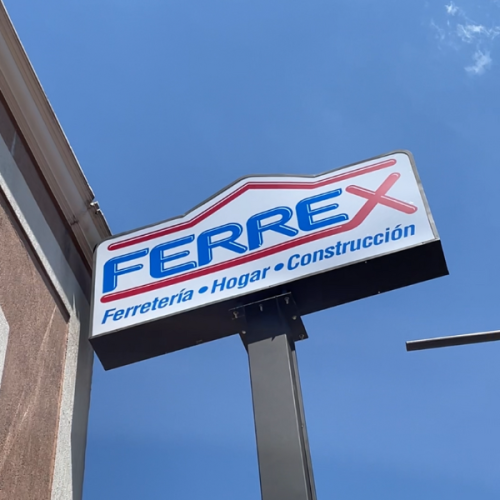 FERREX
Ferretería • Hogar • Construcción